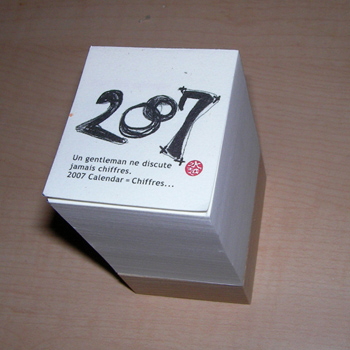 2007
Un gentleman ne discute
jamais chiffres.
2007 Calendar = Chiffres...